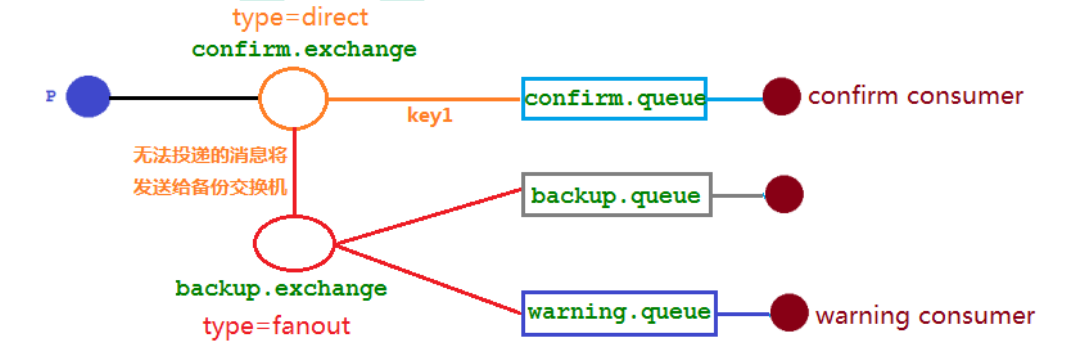 type=direct
confirm.exchange
P
confirm.queue
confirm consumer
key1
无法投递的消息将
发送给备份交换机
backup.queue
backup.exchange
type=fanout
warning.queue
warning consumer